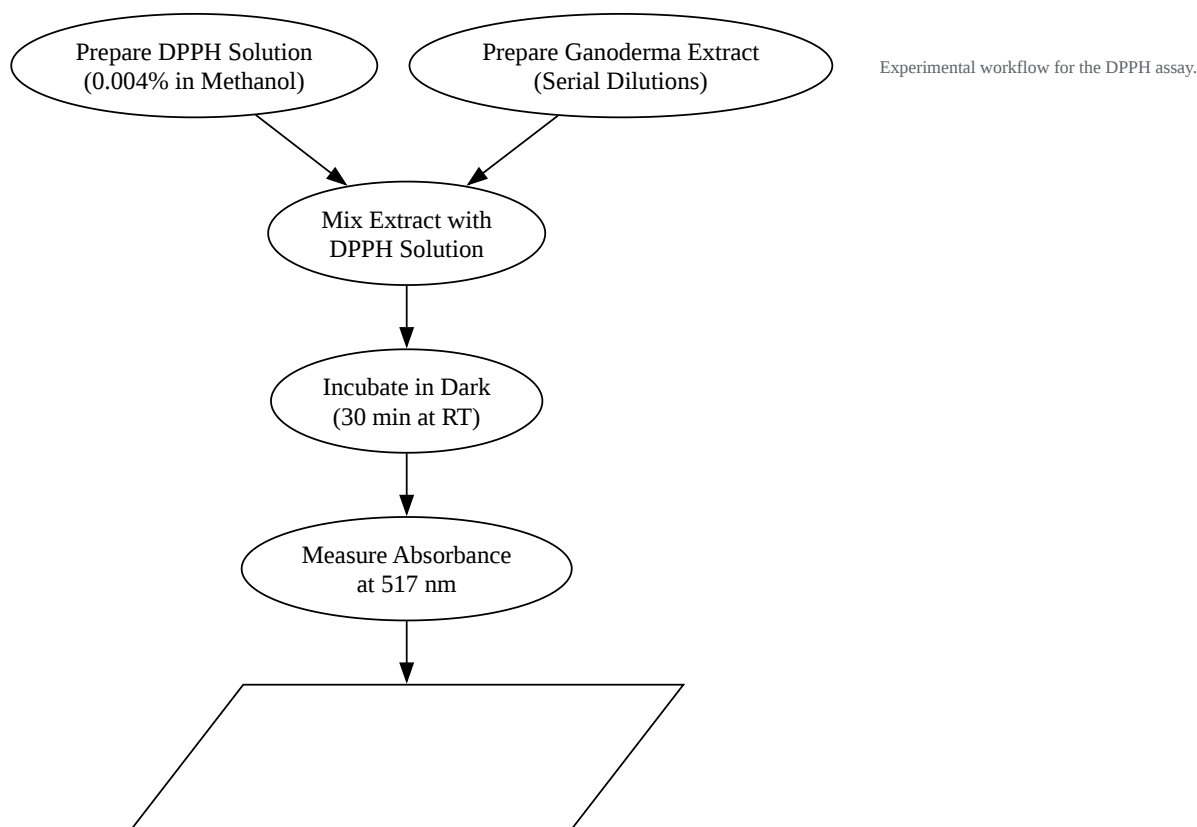 Prepare DPPH Solution
(0.004% in Methanol)
Prepare Ganoderma Extract
(Serial Dilutions)
Experimental workflow for the DPPH assay.
Mix Extract with
DPPH Solution
Incubate in Dark
(30 min at RT)
Measure Absorbance
at 517 nm